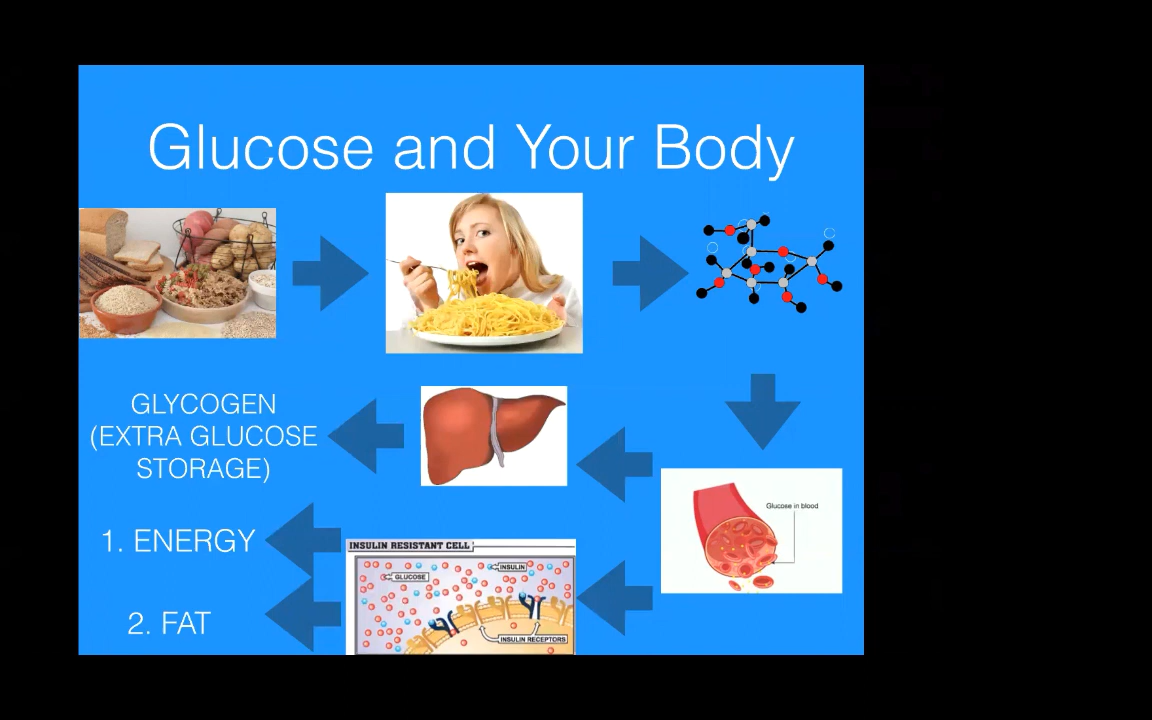 Glucose and Your Body
GLYCOGEN
(EXTRA GLUCOSE
STORAGE)
Glucose in blood
1. ENERGY
INSULIN RESISTANT CELL
INSULIN
GLUCOSE
2. FAT
INSULIN RECEPTORS